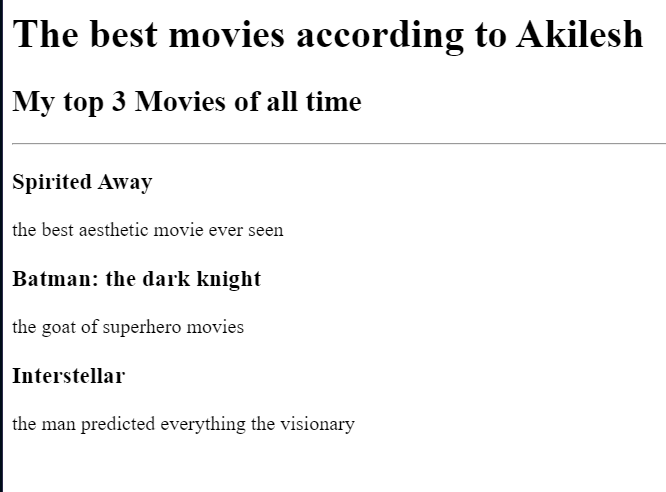 The best movies according to Akilesh
My top 3 Movies of all time
Spirited Away
the best aesthetic movie ever seen
Batman: the dark knight
the goat of superhero movies
Interstellar
the man predicted everything the visionary